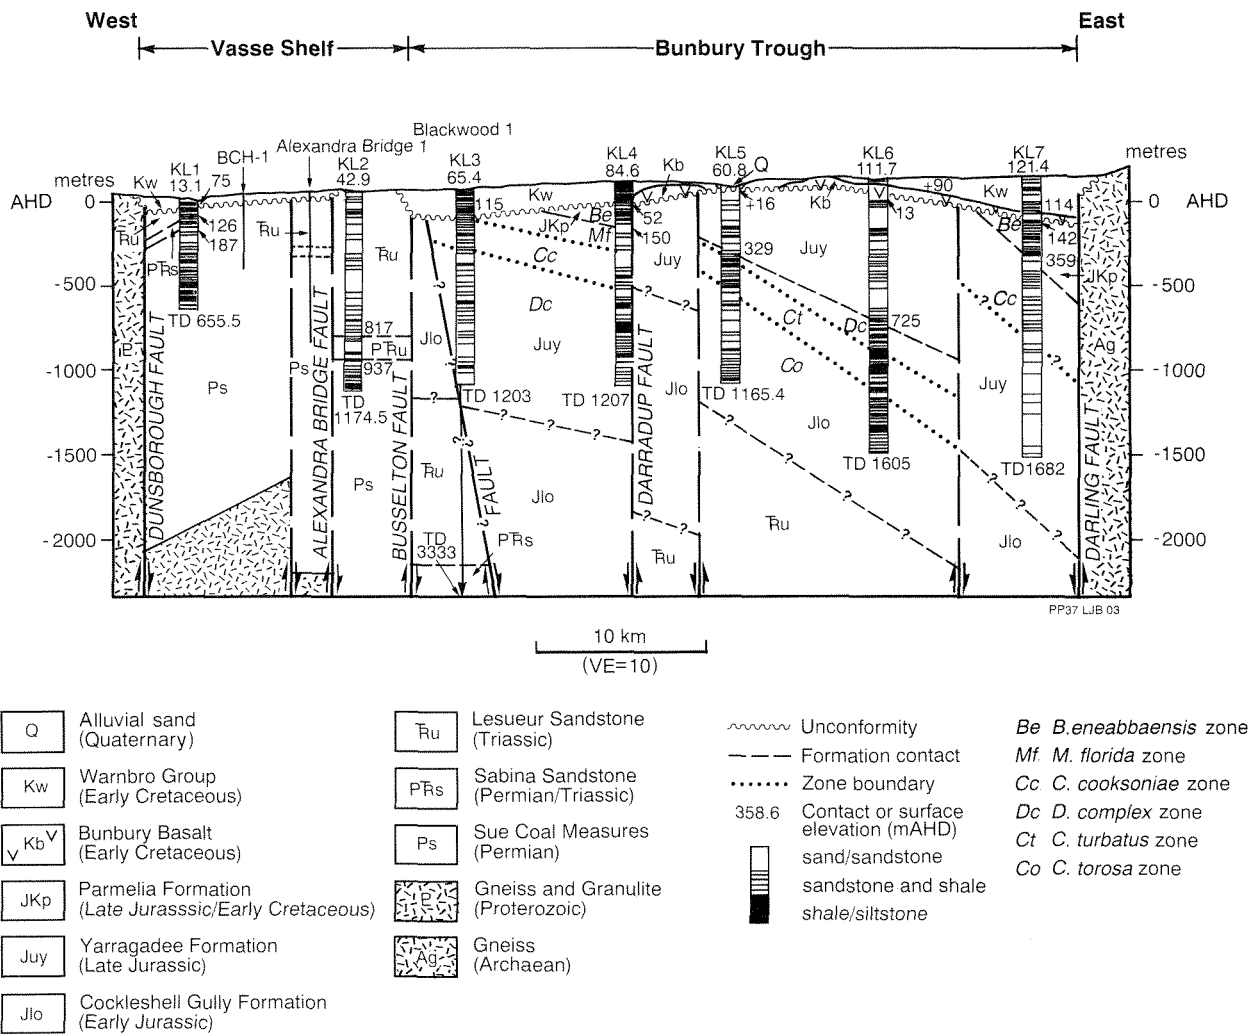 West
East
Vasse Shelf
Bunbury Trough
Blackwood 1
BCH-1
Alexandra Bridge 1
KL1
13.1
75
KL2
42.9
KL3
65.4
KL4
84.6
Kb
KL5
60.8
Q
KL6
111.7
KL7
121.4
metres
metres
AHD
AHD
0
-500
-1000
-1500
-2000
0
-500
-1000
-1500
-2000
Kw
126
187
T̅Ru
PT̅Rs
TD 655.5
T̅Ru
T̅Ru
817
PT̅Ru
937
TD
1174.5
Ps
Ps
Ps
P
DUNSBOROUGH FAULT
ALEXANDRA BRIDGE FAULT
BUSSELTON FAULT
115
Kw
JKp
Be
Mf
52
150
Cc
Dc
Juy
Jlo
TD 1203
TD 1207
?
T̅Ru
Jlo
FAULT
TD
3333
PT̅Rs
DARRADUP FAULT
Juy
Jlo
T̅Ru
+16
329
Kb
13
Juy
Ct
Dc
Co
725
Jlo
TD 1165.4
TD 1605
T̅Ru
+90
Kw
Be
114
142
359
JKp
Cc
Juy
TD1682
Jlo
Ag
DARLING FAULT
PP37 LJB 03
10 km
(VE=10)
Q
Alluvial sand
(Quaternary)
Kw
Warnbro Group
(Early Cretaceous)
Kb
Bunbury Basalt
(Early Cretaceous)
JKp
Parmelia Formation
(Late Jurasssic/Early Cretaceous)
Juy
Yarragadee Formation
(Late Jurassic)
Jlo
Cockleshell Gully Formation
(Early Jurassic)
T̅Ru
Lesueur Sandstone
(Triassic)
PT̅Rs
Sabina Sandstone
(Permian/Triassic)
Ps
Sue Coal Measures
(Permian)
P
Gneiss and Granulite
(Proterozoic)
Ag
Gneiss
(Archaean)
Unconformity
Formation contact
Zone boundary
358.6
Contact or surface
elevation (mAHD)
sand/sandstone
sandstone and shale
shale/siltstone
Be B.eneabbaensis zone
Mf. M. florida zone
Cc C. cooksoniae zone
Dc D. complex zone
Ct C. turbatus zone
Co C. torosa zone